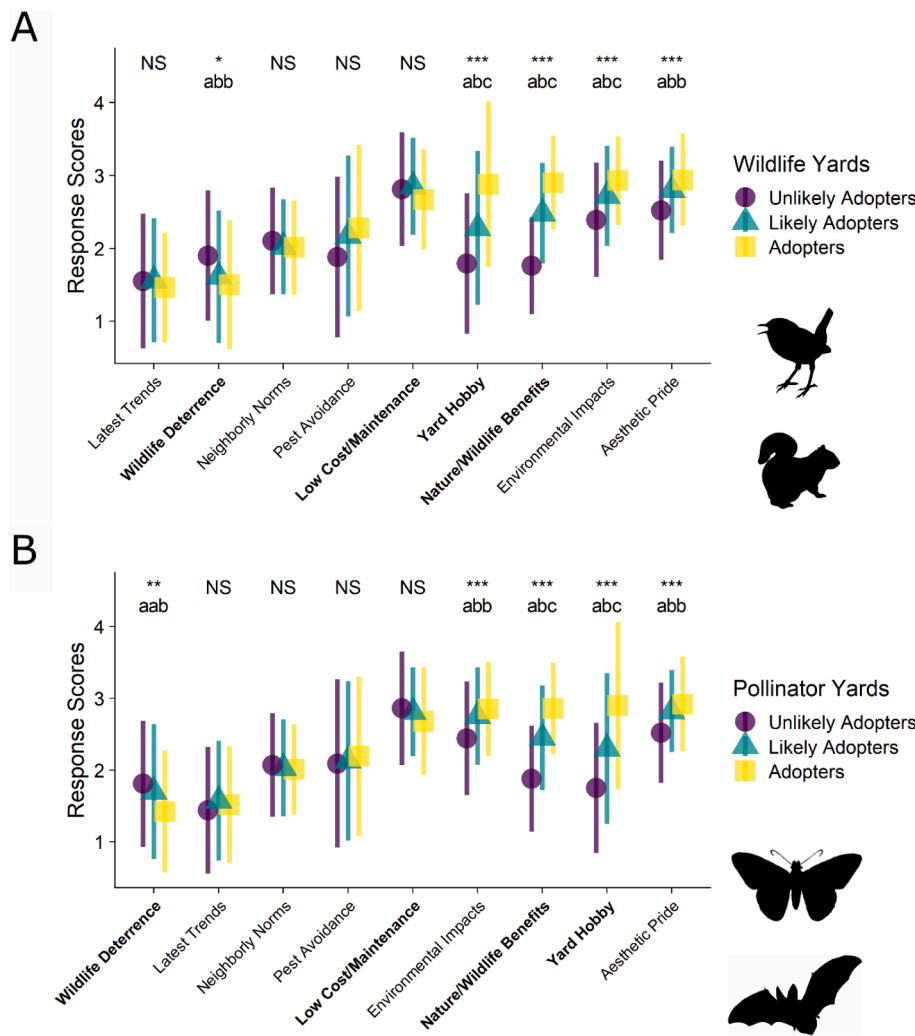 A
NS * NS NS NS *** *** *** ***
abb abc abc abc abb
4
3
2
1
Response Scores
Latest Trends
Wildlife Deterrence
Neighborly Norms
Pest Avoidance
Low Cost/Maintenance
Yard Hobby
Nature/Wildlife Benefits
Environmental Impacts
Aesthetic Pride
Wildlife Yards
Unlikely Adopters
Likely Adopters
Adopters
B
** NS NS NS NS *** *** *** ***
aab abb abc abc abb
4
3
2
1
Response Scores
Wildlife Deterrence
Latest Trends
Neighborly Norms
Pest Avoidance
Low Cost/Maintenance
Environmental Impacts
Nature/Wildlife Benefits
Yard Hobby
Aesthetic Pride
Pollinator Yards
Unlikely Adopters
Likely Adopters
Adopters